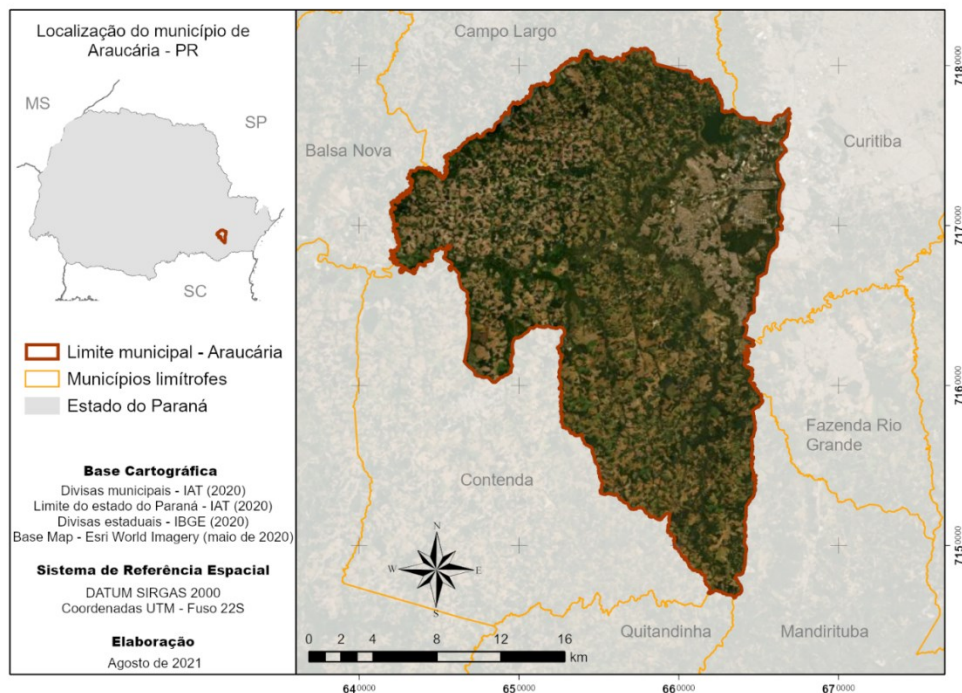 Localização do município de
Araucária - PR
MS
SP
SC
Limite municipal - Araucária
Municípios limítrofes
Estado do Paraná
Base Cartográfica
Divisas municipais - IAT (2020)
Limite do estado do Paraná - IAT (2020)
Divisas estaduais - IBGE (2020)
Base Map - Esri World Imagery (maio de 2020)
Sistema de Referência Espacial
DATUM SIRGAS 2000
Coordenadas UTM - Fuso 22S
Elaboração
Agosto de 2021
Campo Largo
Balsa Nova
Curitiba
Fazenda Rio
Grande
Contenda
Quitandinha
Mandirituba
N
W
E
S
0 2 4 8 12 16
km
640000
650000
660000
670000
7180000
7170000
7160000
7150000